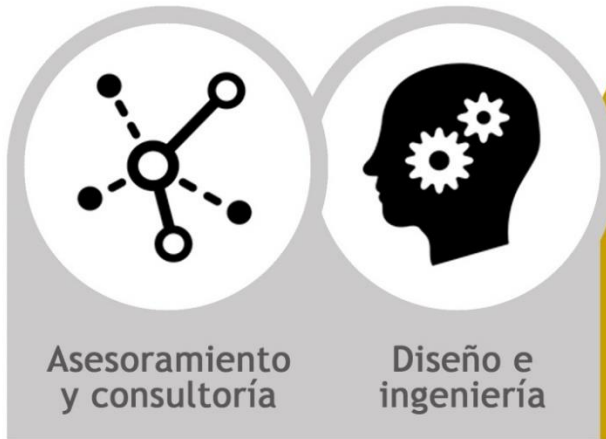 Asesoramiento
y consultoría
Diseño e
ingeniería